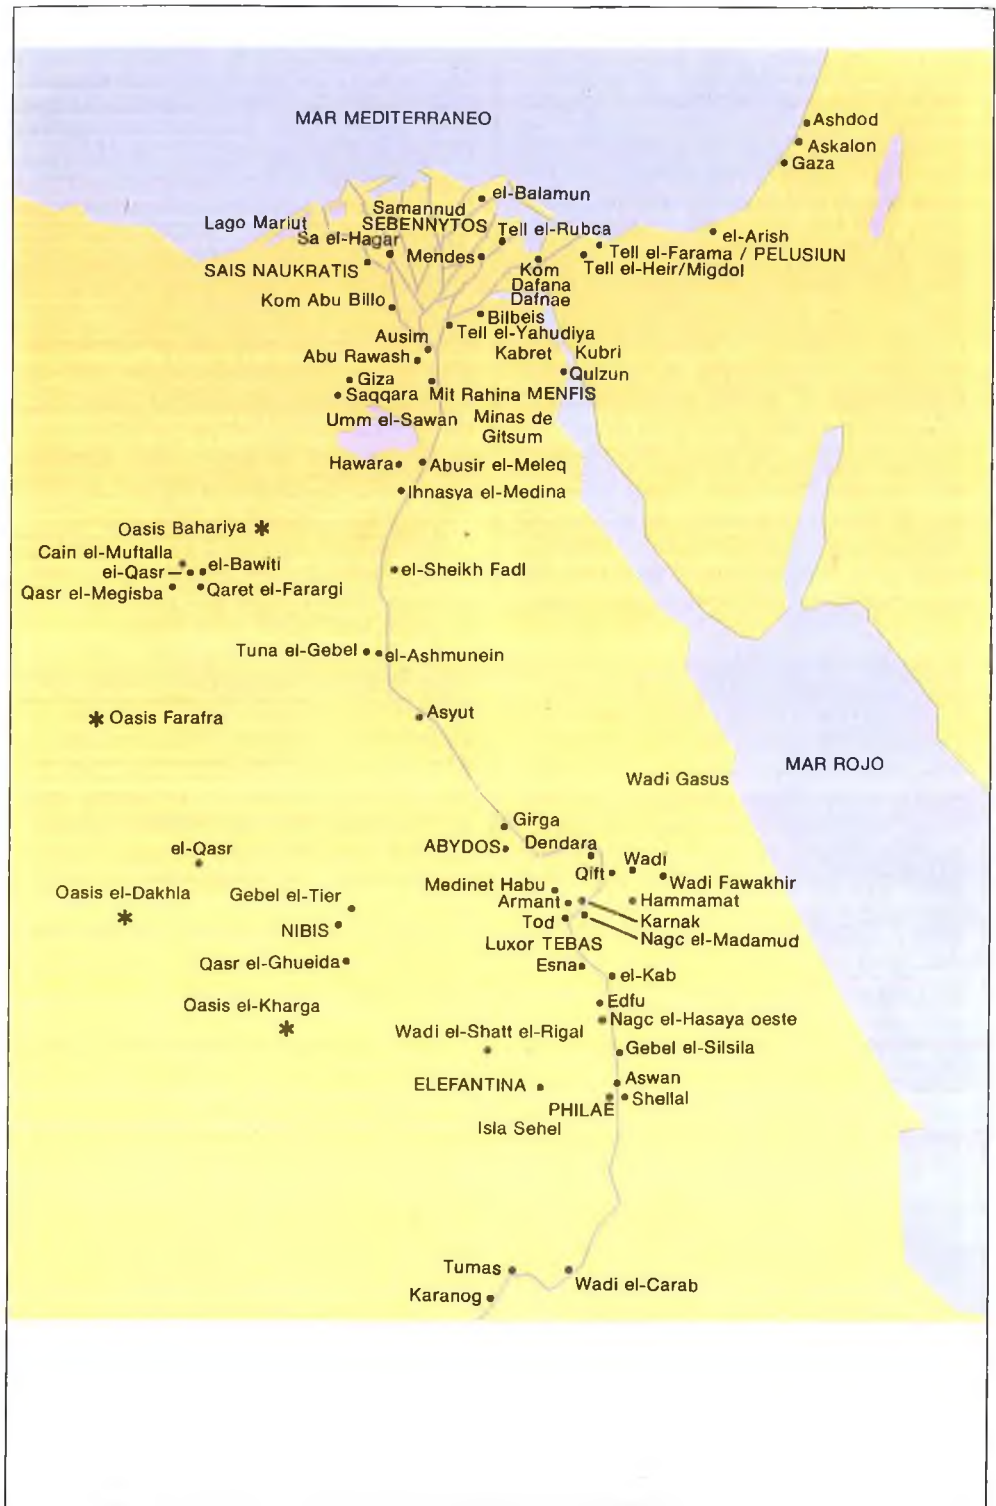 MAR MEDITERRANEO
Ashdod
Askalon
Gaza
el-Balamun
Samannud
SEBENNYTOS
Lago Mariut
Sa el-Hagar
Tell el-Rubca
el-Arish
Tell el-Farama / PELUSIUN
Mendes
SAIS NAUKRATIS
Kom
Dafana
Dafnae
Tell el-Heir/Migdol
Kom Abu Billo
Bilbeis
Tell el-Yahudiya
Ausim
Abu Rawash
Kabret
Kubri
Qulzun
Giza
Saqqara
Mit Rahina MENFIS
Umm el-Sawan
Minas de
Gitsum
Hawara
Abusir el-Meleq
Ihnasya el-Medina
Oasis Bahariya
Cain el-Muftalla
el-Qasr
el-Bawiti
Qasr el-Megisba
Qaret el-Farargi
el-Sheikh Fadl
Tuna el-Gebel
el-Ashmunein
Oasis Farafra
Asyut
MAR ROJO
Wadi Gasus
Girga
ABYDOS
Dendara
el-Qasr
Wadi
Qift
Wadi Fawakhir
Oasis el-Dakhla
Gebel el-Tier
Medinet Habu
Armant
Hammamat
NIBIS
Tod
Karnak
Luxor TEBAS
Nagc el-Madamud
Qasr el-Ghueida
Esna
el-Kab
Oasis el-Kharga
Edfu
Nagc el-Hasaya oeste
Wadi el-Shatt el-Rigal
Gebel el-Silsila
ELEFANTINA
Aswan
Shellal
PHILAE
Isla Sehel
Tumas
Wadi el-Carab
Karanog